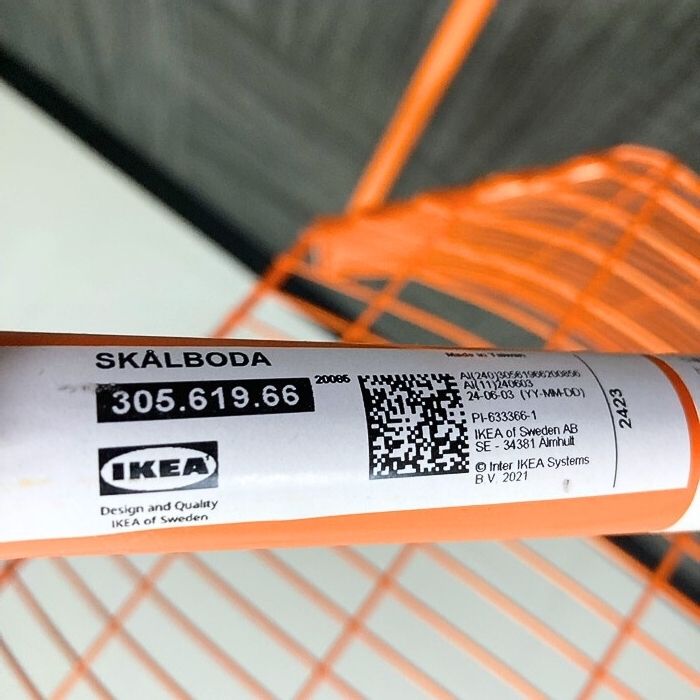 SKÅLBODA
305.619.66
20085
IKEA
Design and Quality
IKEA of Sweden
Made in Taiwan
AI(240)3056196620085
AI(11)240603
24-06-03 (YY-MM-DD)
PI-633366-1
IKEA of Sweden AB
SE - 34381 Älmhult
© Inter IKEA Systems
B.V. 2021
2423